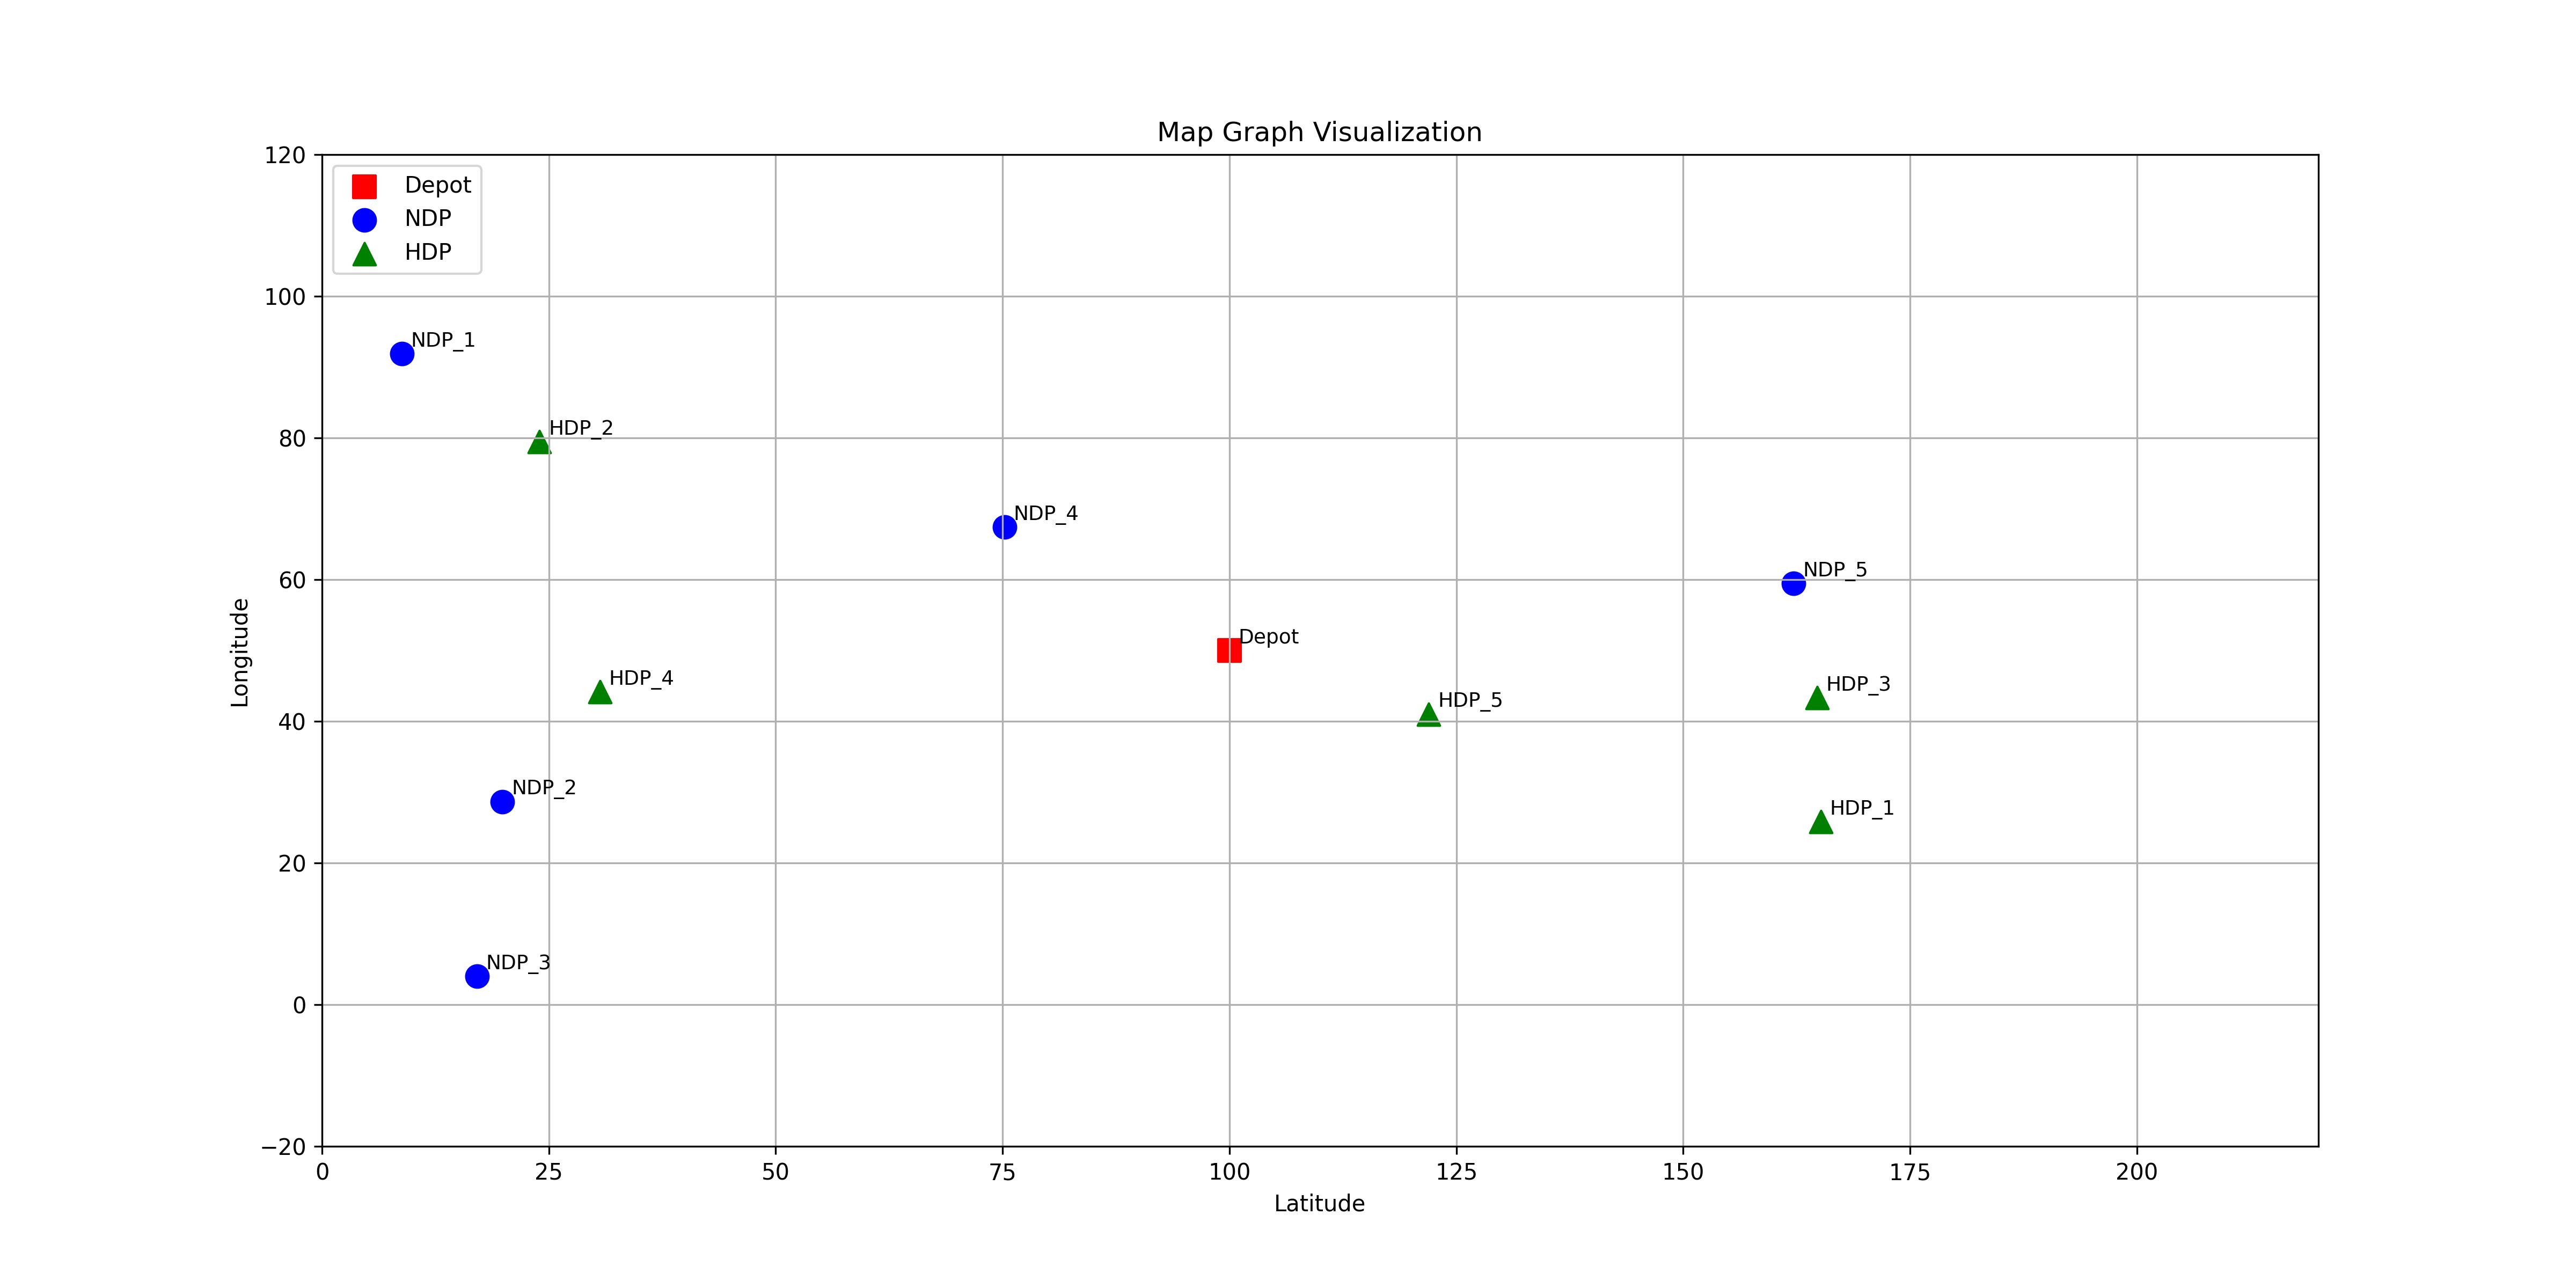 Map Graph Visualization
120
100
80
60
40
20
0
−20
Longitude
Depot
NDP
HDP
NDP_1
HDP_2
NDP_4
NDP_5
Depot
HDP_4
HDP_3
HDP_5
NDP_2
HDP_1
NDP_3
0 25 50 75 100 125 150 175 200
Latitude